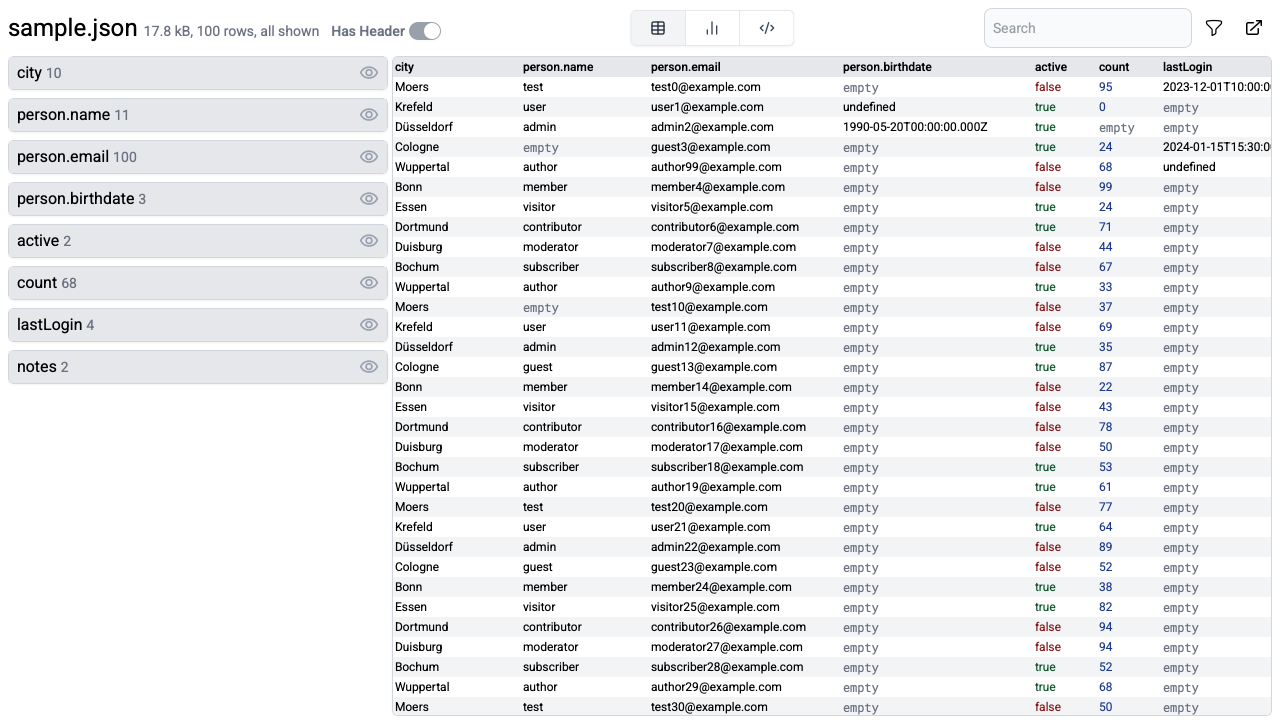 sample.json 17.8 kB, 100 rows, all shown Has Header Search
city 10
person.name 11
person.email 100
person.birthdate 3
active 2
count 68
lastLogin 4
notes 2
city person.name person.email person.birthdate active count lastLogin
Moers test test0@example.com empty false 95 2023-12-01T10:00:0
Krefeld user user1@example.com undefined true 0 empty
Düsseldorf admin admin2@example.com 1990-05-20T00:00:00.000Z true empty empty
Cologne empty guest3@example.com empty true 24 2024-01-15T15:30:0
Wuppertal author author99@example.com empty false 68 undefined
Bonn member member4@example.com empty false 99 empty
Essen visitor visitor5@example.com empty true 24 empty
Dortmund contributor contributor6@example.com empty true 71 empty
Duisburg moderator moderator7@example.com empty false 44 empty
Bochum subscriber subscriber8@example.com empty false 67 empty
Wuppertal author author9@example.com empty true 33 empty
Moers empty test10@example.com empty false 37 empty
Krefeld user user11@example.com empty false 69 empty
Düsseldorf admin admin12@example.com empty true 35 empty
Cologne guest guest13@example.com empty true 87 empty
Bonn member member14@example.com empty false 22 empty
Essen visitor visitor15@example.com empty false 43 empty
Dortmund contributor contributor16@example.com empty false 78 empty
Duisburg moderator moderator17@example.com empty false 50 empty
Bochum subscriber subscriber18@example.com empty true 53 empty
Wuppertal author author19@example.com empty true 61 empty
Moers test test20@example.com empty false 77 empty
Krefeld user user21@example.com empty true 64 empty
Düsseldorf admin admin22@example.com empty false 89 empty
Cologne guest guest23@example.com empty false 52 empty
Bonn member member24@example.com empty true 38 empty
Essen visitor visitor25@example.com empty true 82 empty
Dortmund contributor contributor26@example.com empty false 94 empty
Duisburg moderator moderator27@example.com empty false 94 empty
Bochum subscriber subscriber28@example.com empty true 52 empty
Wuppertal author author29@example.com empty true 68 empty
Moers test test30@example.com empty false 50 empty